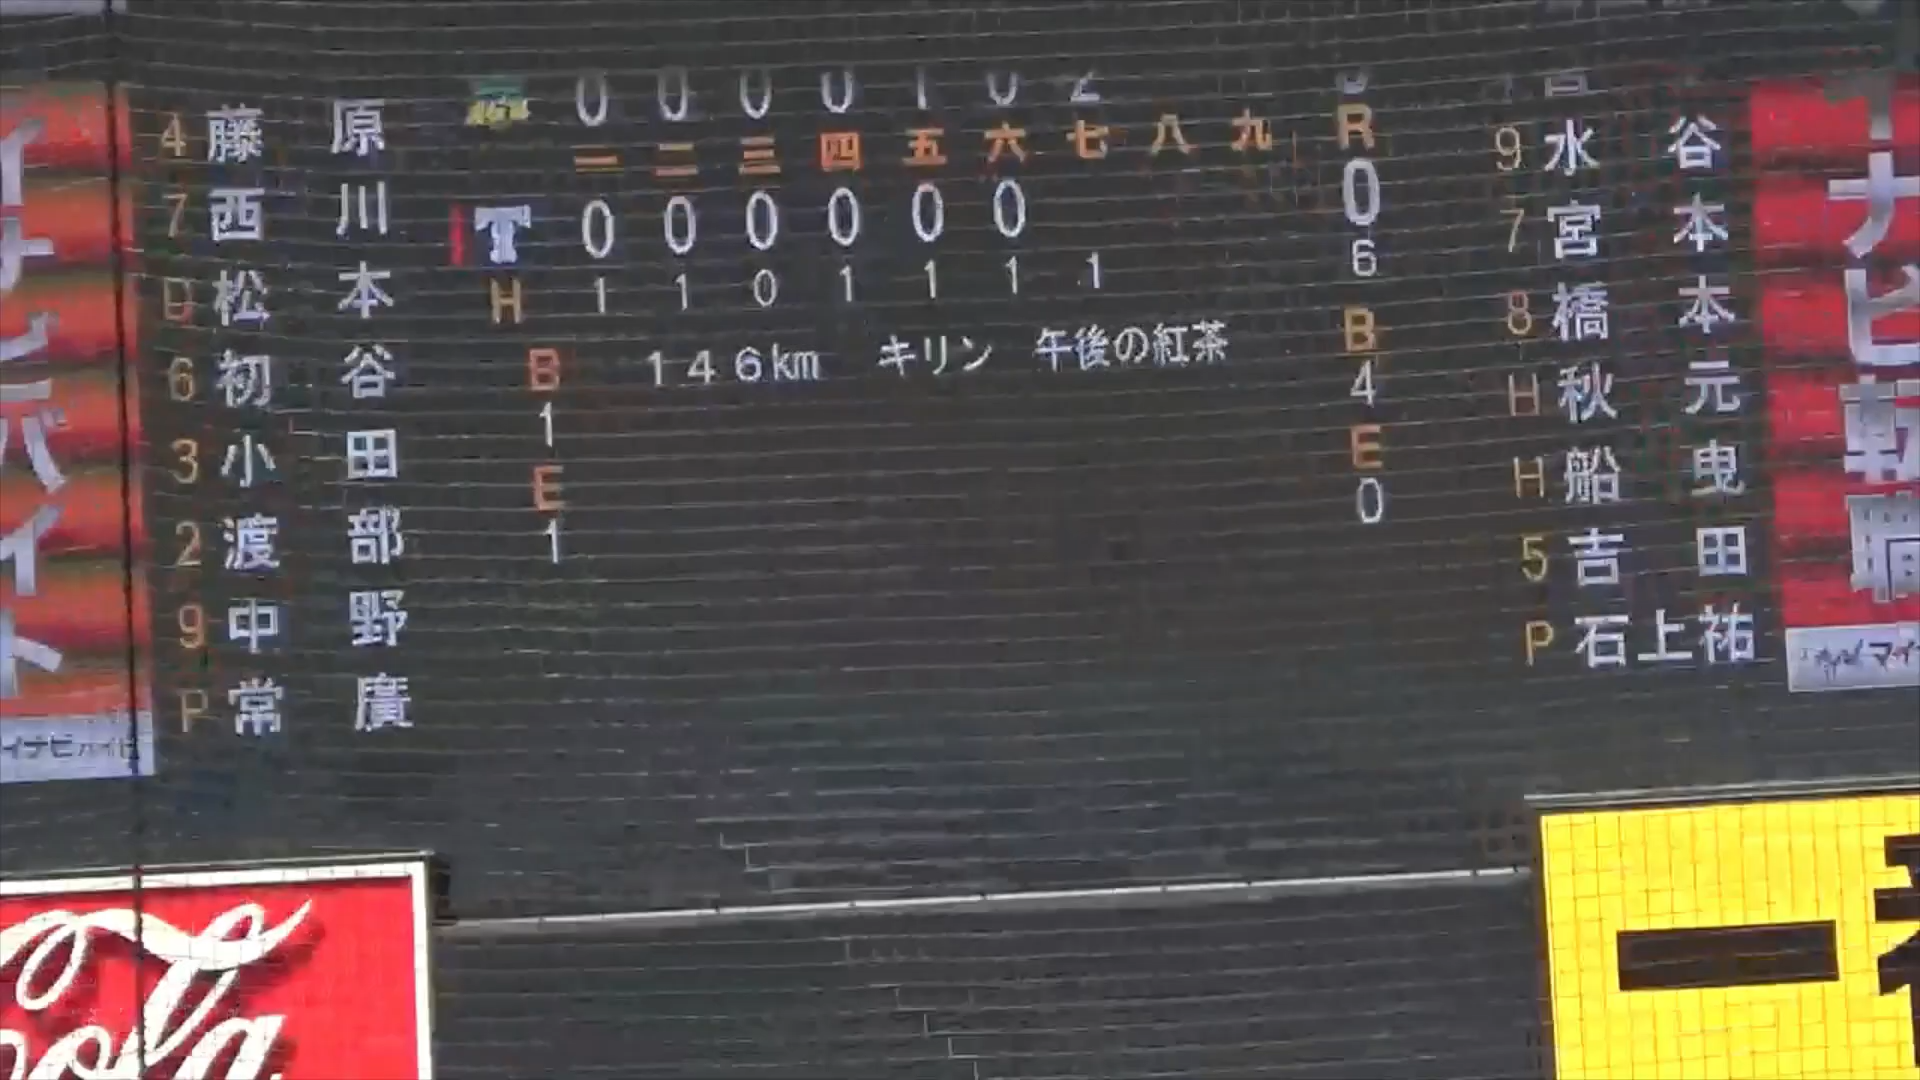 4 藤原
7 西川
D 松本
6 初谷
3 小田
2 渡部
9 中野
P 常廣
0 0 0 0 1 0 2
一 二 三 四 五 六 七 八 九 R
T 0 0 0 0 0 0 0
H 1 1 0 1 1 1 1 6
146km キリン 午後の紅茶
B
1
E
1
B
4
E
0
9 水谷
7 宮本
8 橋本
H 秋元
H 船曳
5 吉田
P 石上祐